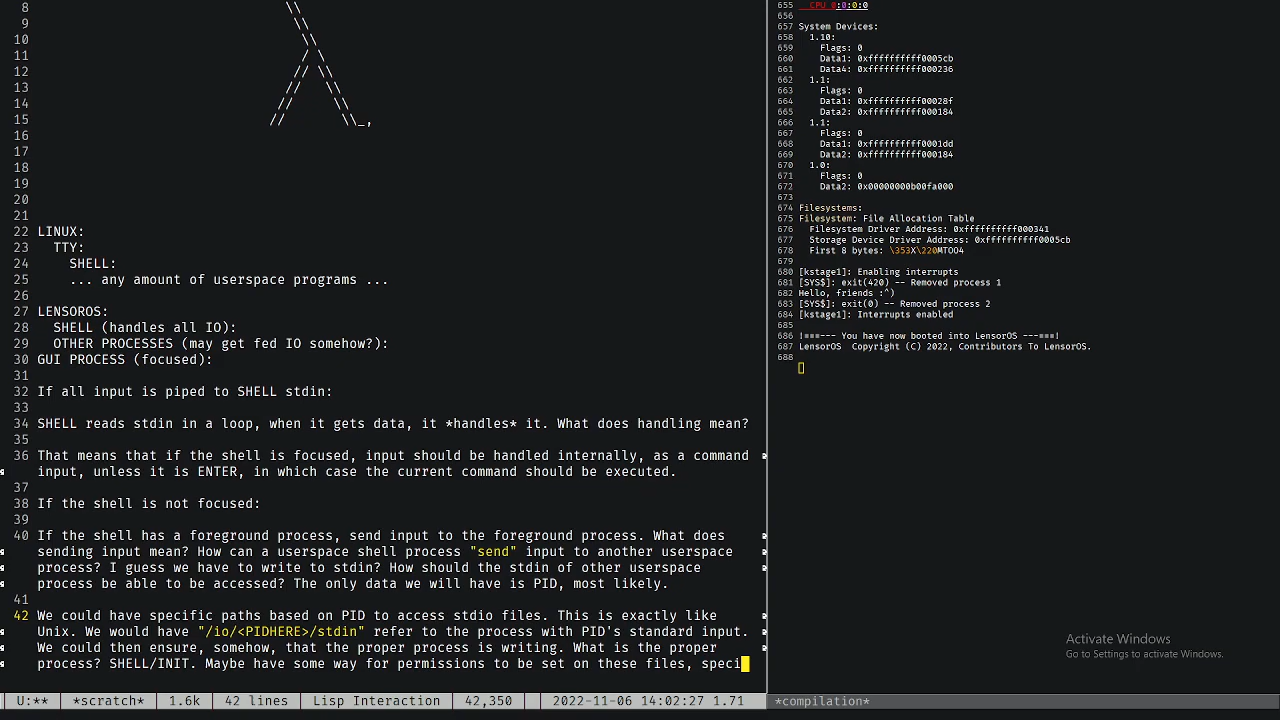 8 \\
9 \\
10 \\
11 / \
12 // \\
13 // \\
14 // \\
15 // \\_,
16
17
18
19
20
21
22 LINUX:
23 TTY:
24 SHELL:
25 ... any amount of userspace programs ...
26
27 LENSOROS:
28 SHELL (handles all IO):
29 OTHER PROCESSES (may get fed IO somehow?):
30 GUI PROCESS (focused):
31
32 If all input is piped to SHELL stdin:
33
34 SHELL reads stdin in a loop, when it gets data, it *handles* it. What does handling mean?
35
36 That means that if the shell is focused, input should be handled internally, as a command
input, unless it is ENTER, in which case the current command should be executed.
37
38 If the shell is not focused:
39
40 If the shell has a foreground process, send input to the foreground process. What does
sending input mean? How can a userspace shell process "send" input to another userspace
process? I guess we have to write to stdin? How should the stdin of other userspace
process be able to be accessed? The only data we will have is PID, most likely.
41
42 We could have specific paths based on PID to access stdio files. This is exactly like
Unix. We would have "/io/<PIDHERE>/stdin" refer to the process with PID's standard input.
We could then ensure, somehow, that the proper process is writing. What is the proper
process? SHELL/INIT. Maybe have some way for permissions to be set on these files, speci
U:** *scratch* 1.6k 42 lines Lisp Interaction 42,350 2022-11-06 14:02:27 1.71
655 CPU 0:0:0:0
656
657 System Devices:
658 1.10:
659 Flags: 0
660 Data1: 0xffffffffff0005cb
661 Data4: 0xffffffffff000236
662 1.1:
663 Flags: 0
664 Data1: 0xffffffffff00028f
665 Data2: 0xffffffffff000184
666 1.1:
667 Flags: 0
668 Data1: 0xffffffffff0001dd
669 Data2: 0xffffffffff000184
670 1.0:
671 Flags: 0
672 Data2: 0x00000000b00fa000
673
674 Filesystems:
675 Filesystem: File Allocation Table
676 Filesystem Driver Address: 0xffffffffff000341
677 Storage Device Driver Address: 0xffffffffff0005cb
678 First 8 bytes: \353X\220MTOO4
679
680 [kstage1]: Enabling interrupts
681 [SYS$]: exit(420) -- Removed process 1
682 Hello, friends :^)
683 [SYS$]: exit(0) -- Removed process 2
684 [kstage1]: Interrupts enabled
685
686 !===--- You have now booted into LensorOS ---===!
687 LensorOS Copyright (C) 2022, Contributors To LensorOS.
688
Activate Windows
Go to Settings to activate Windows.
*compilation*